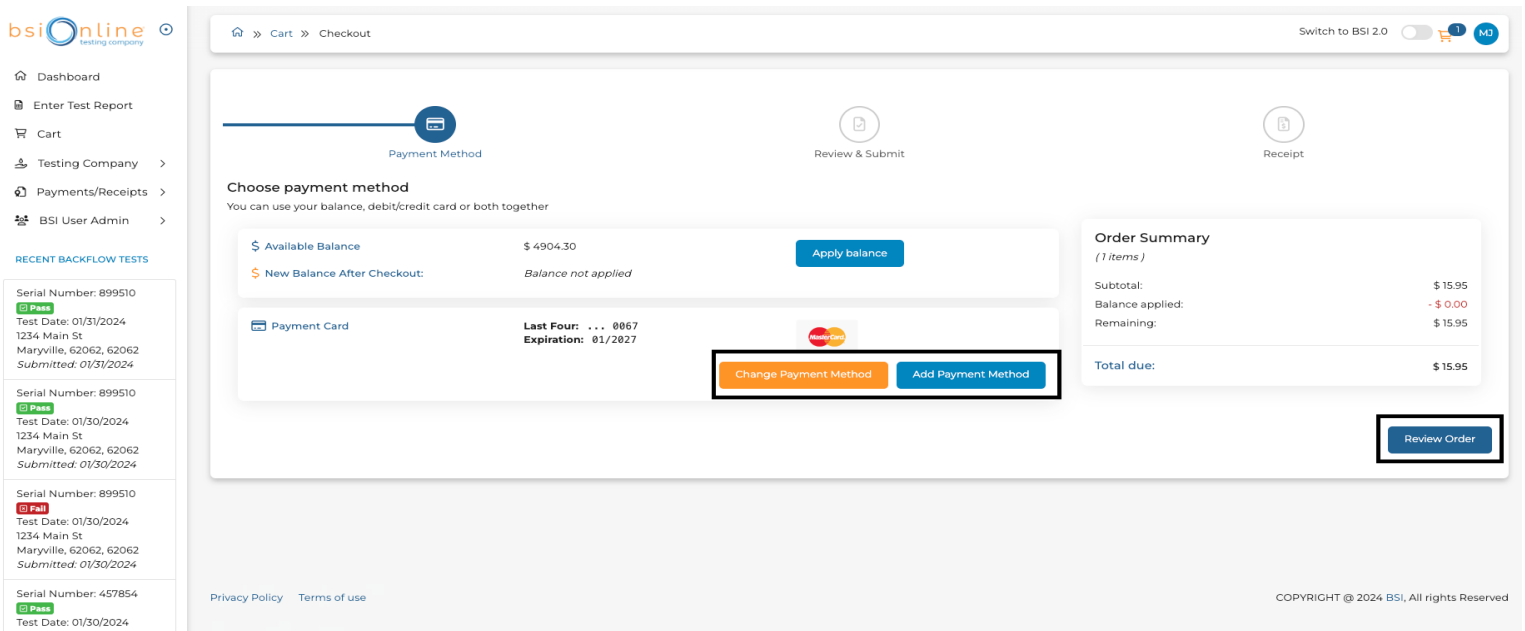 bsiOnline
testing company
Dashboard
Enter Test Report
Cart
Testing Company
Payments/Receipts
BSI User Admin
RECENT BACKFLOW TESTS
Serial Number: 899510
Pass
Test Date: 01/31/2024
1234 Main St
Maryville, 62062, 62062
Submitted: 01/31/2024
Serial Number: 899510
Pass
Test Date: 01/30/2024
1234 Main St
Maryville, 62062, 62062
Submitted: 01/30/2024
Serial Number: 899510
Fail
Test Date: 01/30/2024
1234 Main St
Maryville, 62062, 62062
Submitted: 01/30/2024
Serial Number: 457854
Pass
Test Date: 01/30/2024
Cart » Checkout
Switch to BSI 2.0
1
MJ
Payment Method
Review & Submit
Receipt
Choose payment method
You can use your balance, debit/credit card or both together
$ Available Balance $ 4904.30 Apply balance
$ New Balance After Checkout: Balance not applied
Payment Card Last Four: ... 0067 MasterCard
Expiration: 01/2027
Change Payment Method Add Payment Method
Order Summary
(1 items)
Subtotal: $ 15.95
Balance applied: - $ 0.00
Remaining: $ 15.95
Total due: $ 15.95
Review Order
Privacy Policy Terms of use
COPYRIGHT @ 2024 BSI, All rights Reserved